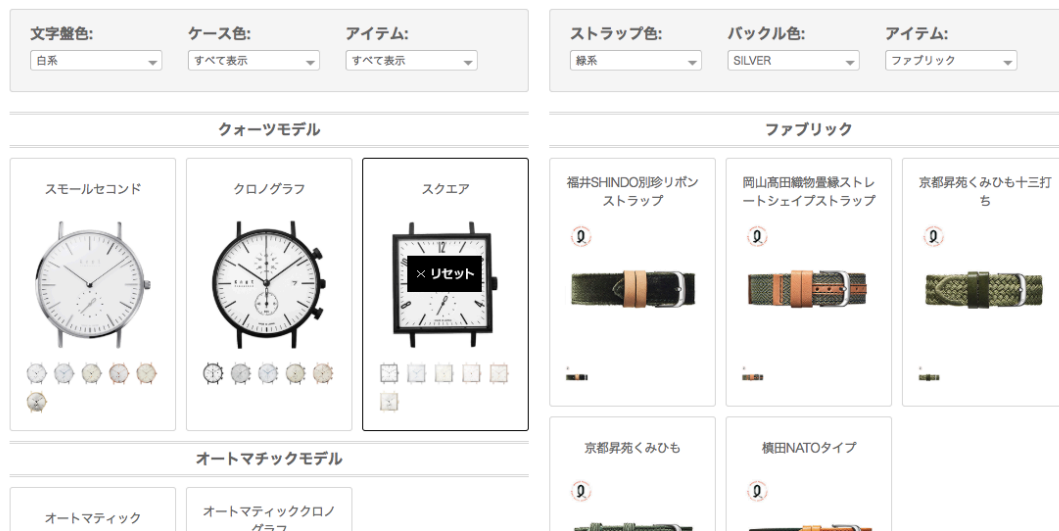 文字盤色:
ケース色:
アイテム:
白系
すべて表示
すべて表示
クォーツモデル
スモールセコンド
クロノグラフ
スクエア
× リセット
12
オートマチックモデル
オートマティック
オートマティッククロノ
グラフ
ストラップ色:
バックル色:
アイテム:
緑系
SILVER
ファブリック
ファブリック
福井SHINDO別珍リボン
ストラップ
岡山髙田織物畳縁ストレ
ートシェイプストラップ
京都昇苑くみひも十三打
ち
京都昇苑くみひも
槙田NATOタイプ